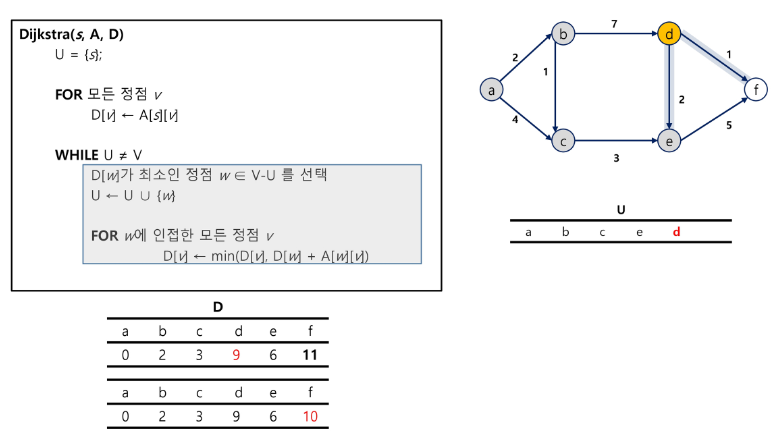 Dijkstra(s, A, D)
U = {s};
FOR 모든 정점 v
D[v] ← A[s][v]
WHILE U ≠ V
D[w]가 최소인 정점 w ∈ V-U 를 선택
U ← U ∪ {w}
FOR w에 인접한 모든 정점 v
D[v] ← min(D[v], D[w] + A[w][v])
D
a b c d e f
0 2 3 9 6 11
a b c d e f
0 2 3 9 6 10
b 7 d
2 1
1
a 2 f
4 5
c 3 e
U
a b c e d